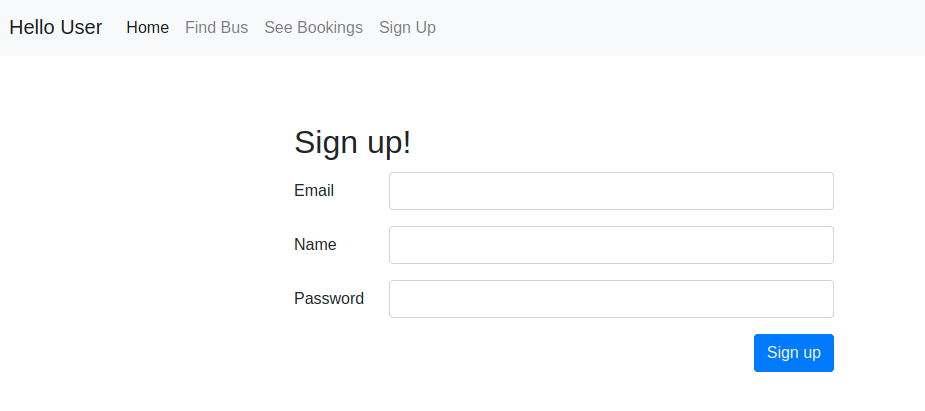 Hello User Home Find Bus See Bookings Sign Up
Sign up!
Email
Name
Password
Sign up